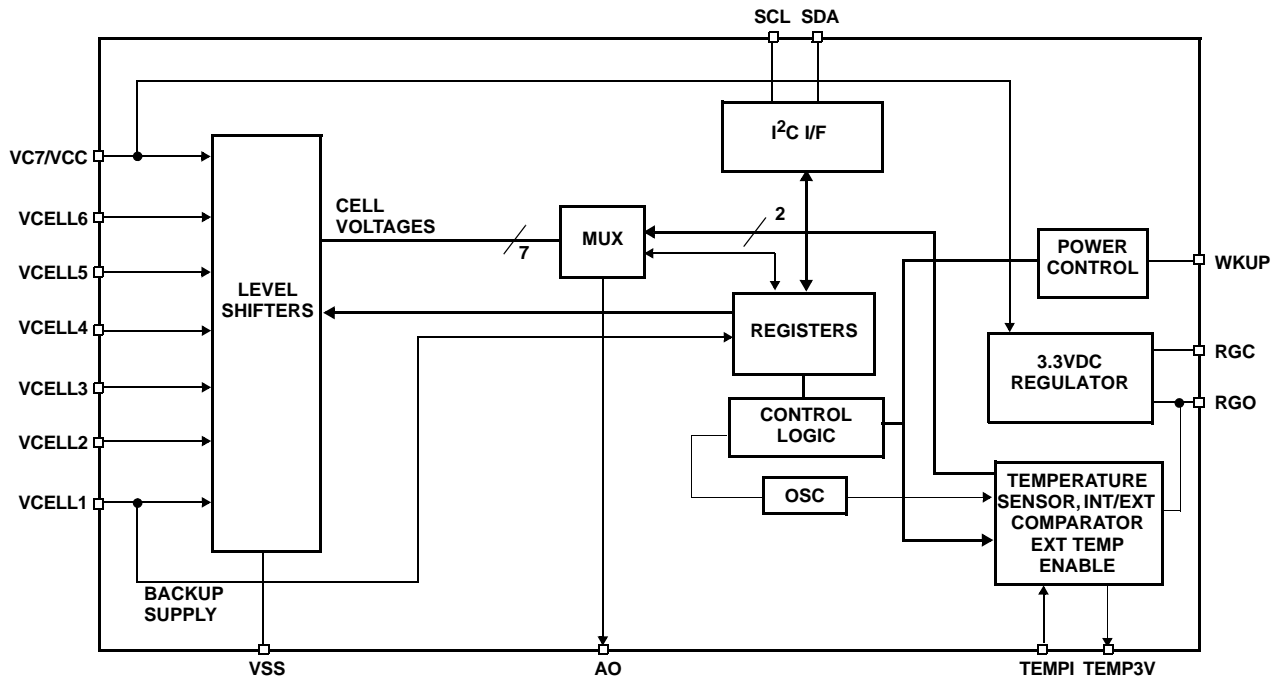 SCL SDA
I²C I/F
VC7/VCC
VCELL6
VCELL5
VCELL4
VCELL3
VCELL2
VCELL1
LEVEL
SHIFTERS
CELL
VOLTAGES
7
MUX
2
REGISTERS
CONTROL
LOGIC
OSC
POWER
CONTROL
WKUP
3.3VDC
REGULATOR
RGC
RGO
TEMPERATURE
SENSOR, INT/EXT
COMPARATOR
EXT TEMP
ENABLE
BACKUP
SUPPLY
VSS
AO
TEMPI TEMP3V